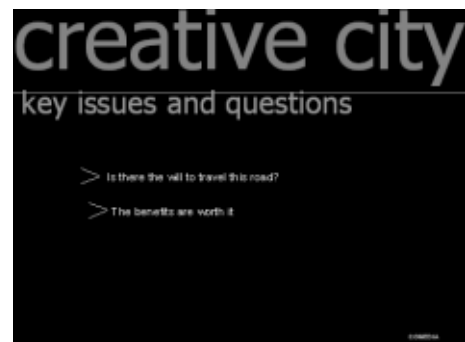 creative city
key issues and questions
Is there the will to travel this road?
The benefits are worth it